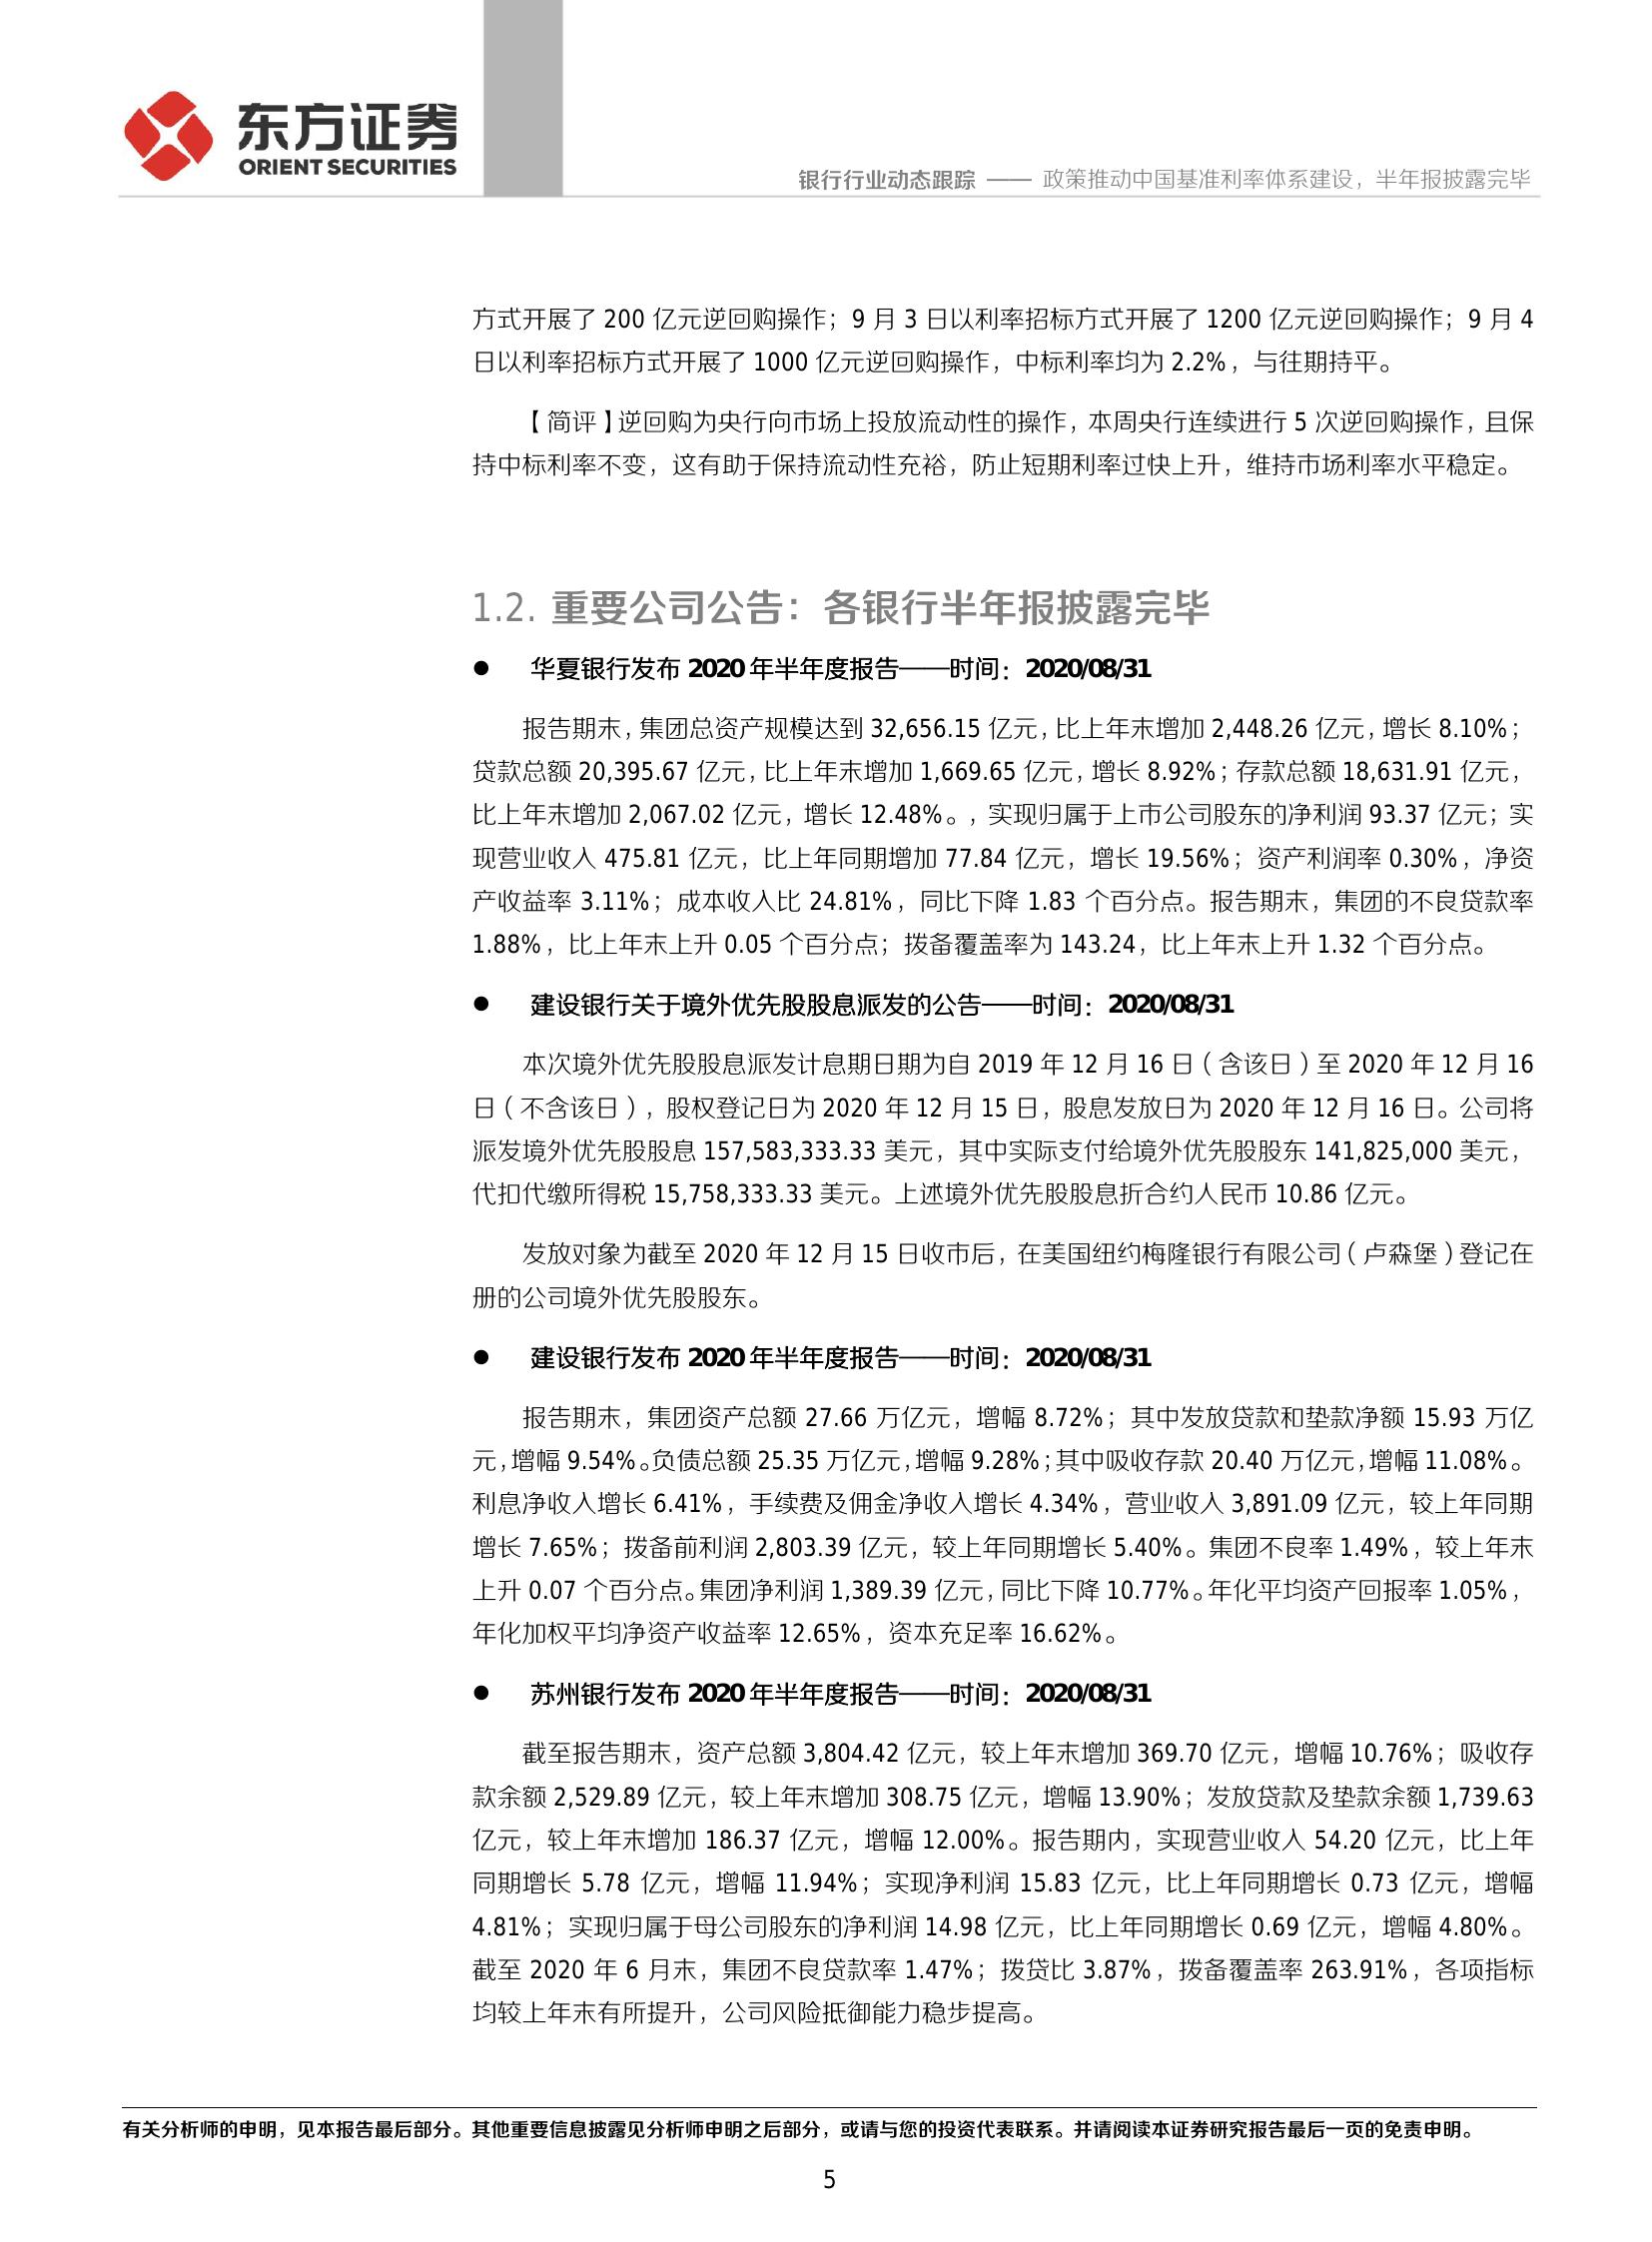 东方证券
ORIENT SECURITIES
银行行业动态跟踪 —— 政策推动中国基准利率体系建设，半年报披露完毕
方式开展了 200 亿元逆回购操作；9 月 3 日以利率招标方式开展了 1200 亿元逆回购操作；9 月 4
日以利率招标方式开展了 1000 亿元逆回购操作，中标利率均为 2.2%，与往期持平。
【简评】逆回购为央行向市场上投放流动性的操作，本周央行连续进行 5 次逆回购操作，且保
持中标利率不变，这有助于保持流动性充裕，防止短期利率过快上升，维持市场利率水平稳定。
1.2. 重要公司公告：各银行半年报披露完毕
● 华夏银行发布 2020 年半年度报告——时间：2020/08/31
报告期末，集团总资产规模达到 32,656.15 亿元，比上年末增加 2,448.26 亿元，增长 8.10%；
贷款总额 20,395.67 亿元，比上年末增加 1,669.65 亿元，增长 8.92%；存款总额 18,631.91 亿元，
比上年末增加 2,067.02 亿元，增长 12.48%。，实现归属于上市公司股东的净利润 93.37 亿元；实
现营业收入 475.81 亿元，比上年同期增加 77.84 亿元，增长 19.56%；资产利润率 0.30%，净资
产收益率 3.11%；成本收入比 24.81%，同比下降 1.83 个百分点。报告期末，集团的不良贷款率
1.88%，比上年末上升 0.05 个百分点；拨备覆盖率为 143.24，比上年末上升 1.32 个百分点。
● 建设银行关于境外优先股股息派发的公告——时间：2020/08/31
本次境外优先股股息派发计息期日期为自 2019 年 12 月 16 日（含该日）至 2020 年 12 月 16
日（不含该日），股权登记日为 2020 年 12 月 15 日，股息发放日为 2020 年 12 月 16 日。公司将
派发境外优先股股息 157,583,333.33 美元，其中实际支付给境外优先股股东 141,825,000 美元，
代扣代缴所得税 15,758,333.33 美元。上述境外优先股股息折合约人民币 10.86 亿元。
发放对象为截至 2020 年 12 月 15 日收市后，在美国纽约梅隆银行有限公司（卢森堡）登记在
册的公司境外优先股股东。
● 建设银行发布 2020 年半年度报告——时间：2020/08/31
报告期末，集团资产总额 27.66 万亿元，增幅 8.72%；其中发放贷款和垫款净额 15.93 万亿
元，增幅 9.54%。负债总额 25.35 万亿元，增幅 9.28%；其中吸收存款 20.40 万亿元，增幅 11.08%。
利息净收入增长 6.41%，手续费及佣金净收入增长 4.34%，营业收入 3,891.09 亿元，较上年同期
增长 7.65%；拨备前利润 2,803.39 亿元，较上年同期增长 5.40%。集团不良率 1.49%，较上年末
上升 0.07 个百分点。集团净利润 1,389.39 亿元，同比下降 10.77%。年化平均资产回报率 1.05%，
年化加权平均净资产收益率 12.65%，资本充足率 16.62%。
● 苏州银行发布 2020 年半年度报告——时间：2020/08/31
截至报告期末，资产总额 3,804.42 亿元，较上年末增加 369.70 亿元，增幅 10.76%；吸收存
款余额 2,529.89 亿元，较上年末增加 308.75 亿元，增幅 13.90%；发放贷款及垫款余额 1,739.63
亿元，较上年末增加 186.37 亿元，增幅 12.00%。报告期内，实现营业收入 54.20 亿元，比上年
同期增长 5.78 亿元，增幅 11.94%；实现净利润 15.83 亿元，比上年同期增长 0.73 亿元，增幅
4.81%；实现归属于母公司股东的净利润 14.98 亿元，比上年同期增长 0.69 亿元，增幅 4.80%。
截至 2020 年 6 月末，集团不良贷款率 1.47%；拨贷比 3.87%，拨备覆盖率 263.91%，各项指标
均较上年末有所提升，公司风险抵御能力稳步提高。
有关分析师的申明，见本报告最后部分。其他重要信息披露见分析师申明之后部分，或请与您的投资代表联系。并请阅读本证券研究报告最后一页的免责申明。
5